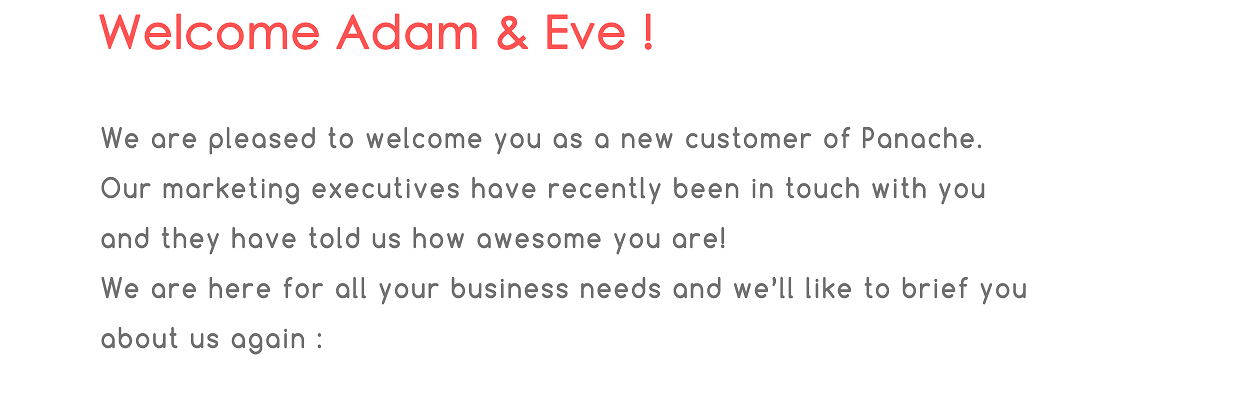 Welcome Adam & Eve !
We are pleased to welcome you as a new customer of Panache.
Our marketing executives have recently been in touch with you
and they have told us how awesome you are!
We are here for all your business needs and we’ll like to brief you
about us again :